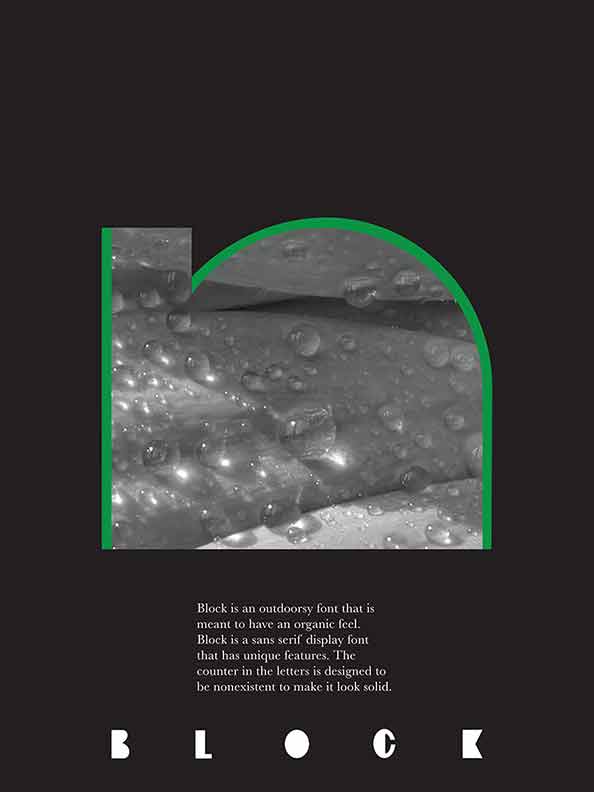 n
Block is an outdoorsy font that is
meant to have an organic feel.
Block is a sans serif display font
that has unique features. The
counter in the letters is designed to
be nonexistent to make it look solid.
BLOCK